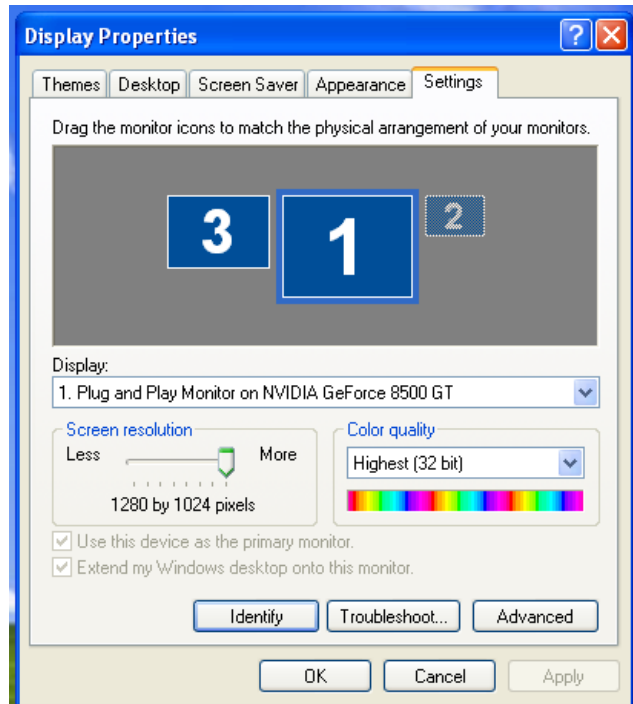 Display Properties
Themes Desktop Screen Saver Appearance Settings
Drag the monitor icons to match the physical arrangement of your monitors.
3 1 2
Display:
1. Plug and Play Monitor on NVIDIA GeForce 8500 GT
Screen resolution
Less More
1280 by 1024 pixels
Color quality
Highest (32 bit)
Use this device as the primary monitor.
Extend my Windows desktop onto this monitor.
Identify Troubleshoot... Advanced
OK Cancel Apply